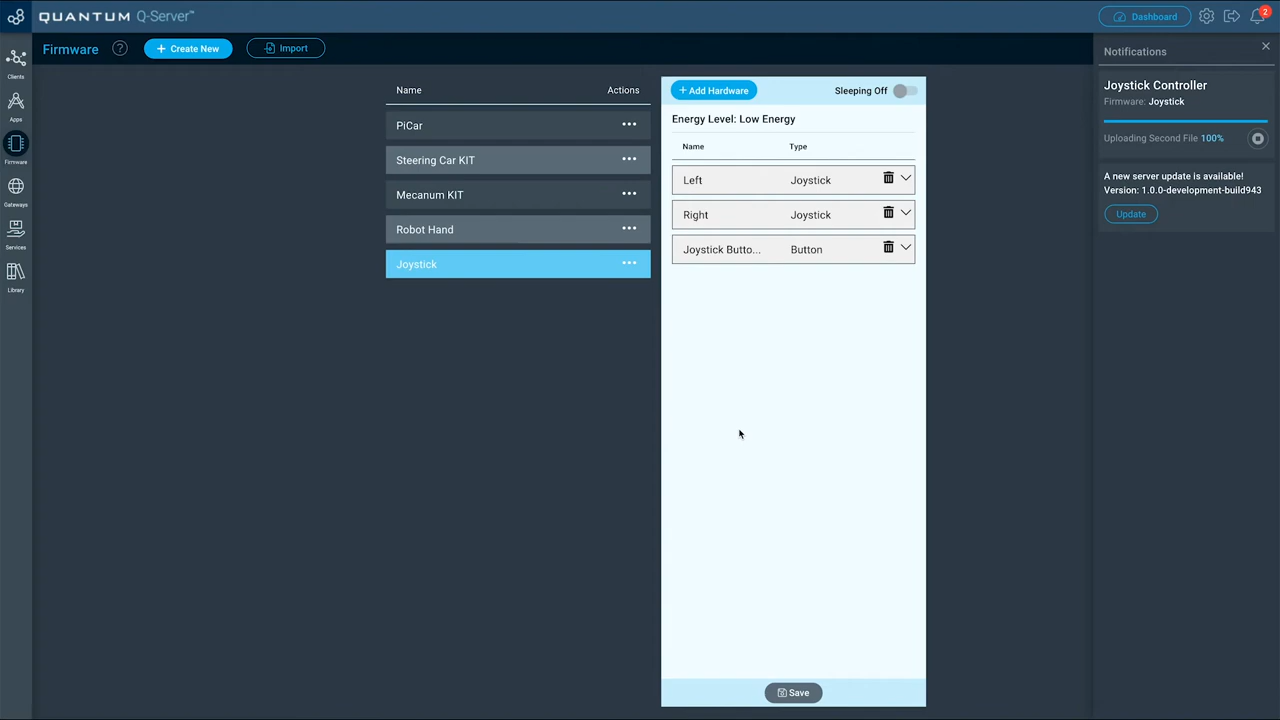 QUANTUM Q-Server™
Dashboard
2
Firmware
?
+ Create New
Import
Clients
Apps
Firmware
Gateways
Services
Library
Name Actions
PiCar
Steering Car KIT
Mecanum KIT
Robot Hand
Joystick
+ Add Hardware
Sleeping Off
Energy Level: Low Energy
Name Type
Left Joystick
Right Joystick
Joystick Butto... Button
Save
Notifications
Joystick Controller
Firmware: Joystick
Uploading Second File 100%
A new server update is available!
Version: 1.0.0-development-build943
Update